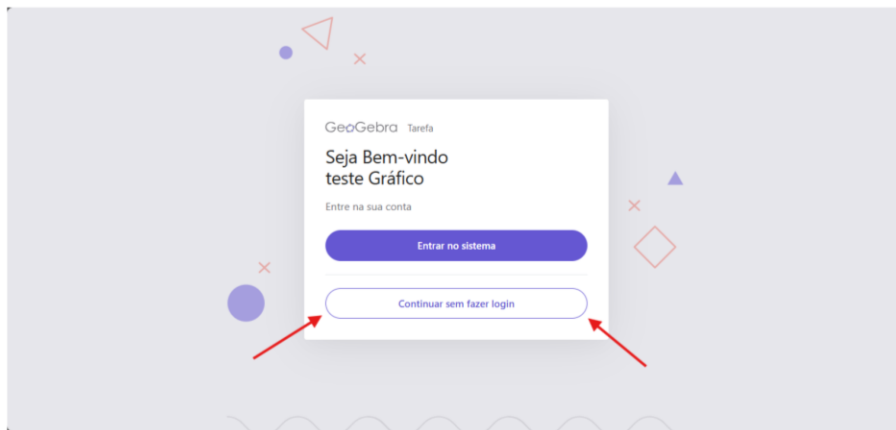 GeoGebra Tarefa
Seja Bem-vindo
teste Gráfico
Entre na sua conta
Entrar no sistema
Continuar sem fazer login